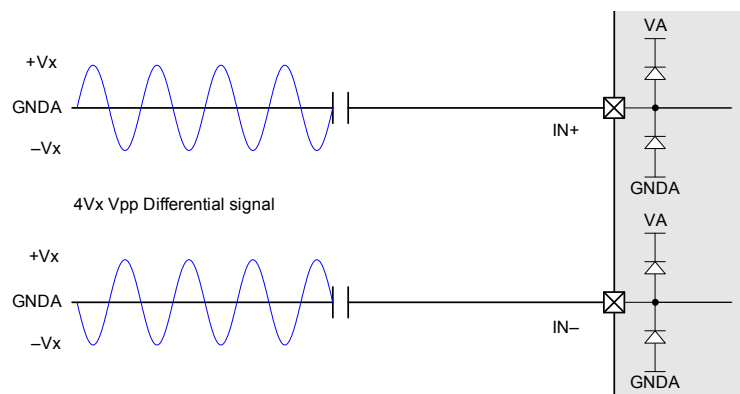 VA
+Vx
GNDA
–Vx
IN+
GNDA
4Vx Vpp Differential signal
VA
+Vx
GNDA
–Vx
IN–
GNDA